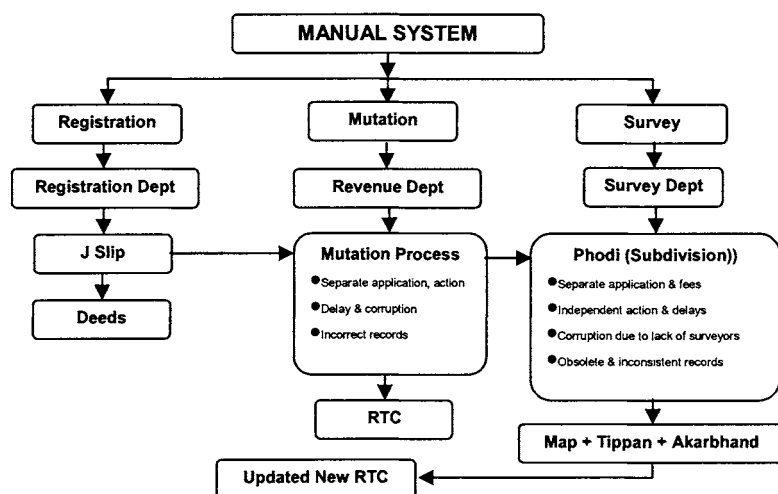 MANUAL SYSTEM
Registration
Mutation
Survey
Registration Dept
Revenue Dept
Survey Dept
J Slip
Deeds
Mutation Process
●Separate application, action
●Delay & corruption
●Incorrect records
Phodi (Subdivision))
●Separate application & fees
●Independent action & delays
●Corruption due to lack of surveyors
●Obsolete & inconsistent records
RTC
Map + Tippan + Akarbhand
Updated New RTC